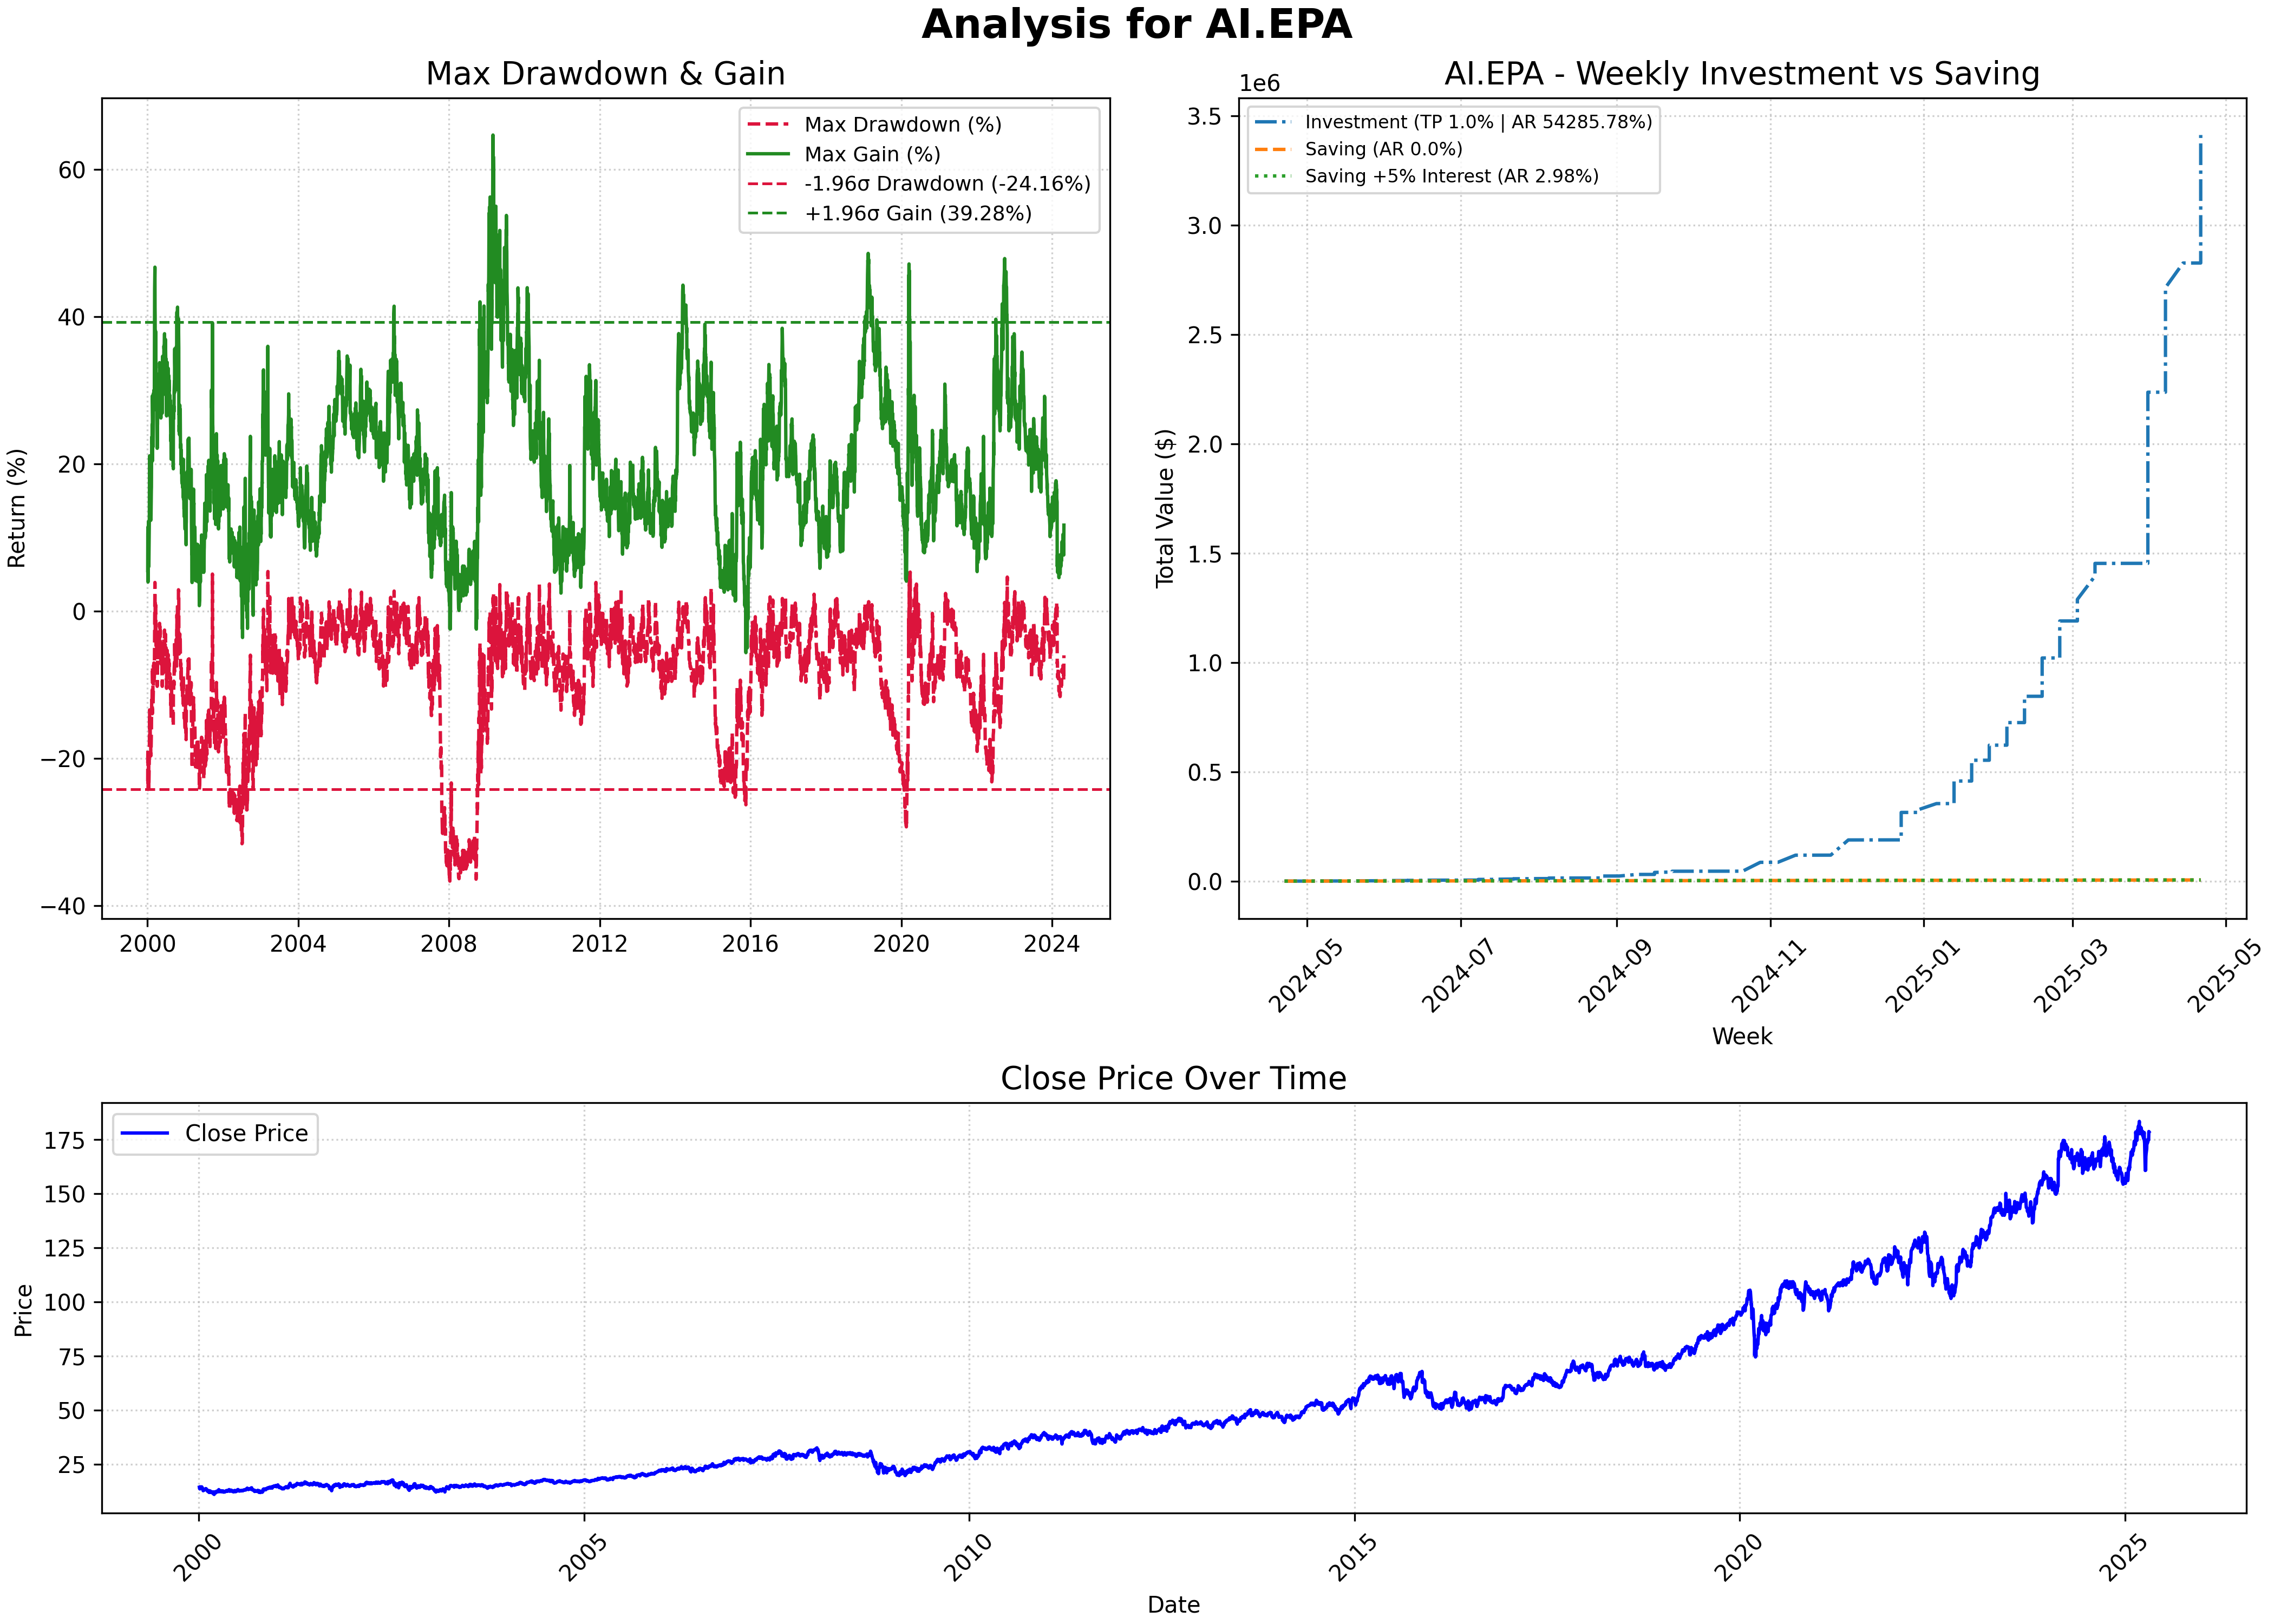 Analysis for AI.EPA
Max Drawdown & Gain
Max Drawdown (%)
Max Gain (%)
-1.96σ Drawdown (-24.16%)
+1.96σ Gain (39.28%)
Return (%)
60
40
20
0
−20
−40
2000 2004 2008 2012 2016 2020 2024
AI.EPA - Weekly Investment vs Saving
1e6
Investment (TP 1.0% | AR 54285.78%)
Saving (AR 0.0%)
Saving +5% Interest (AR 2.98%)
Total Value ($)
3.5
3.0
2.5
2.0
1.5
1.0
0.5
0.0
2024-05 2024-07 2024-09 2024-11 2025-01 2025-03 2025-05
Week
Close Price Over Time
Close Price
Price
175
150
125
100
75
50
25
2000 2005 2010 2015 2020 2025
Date